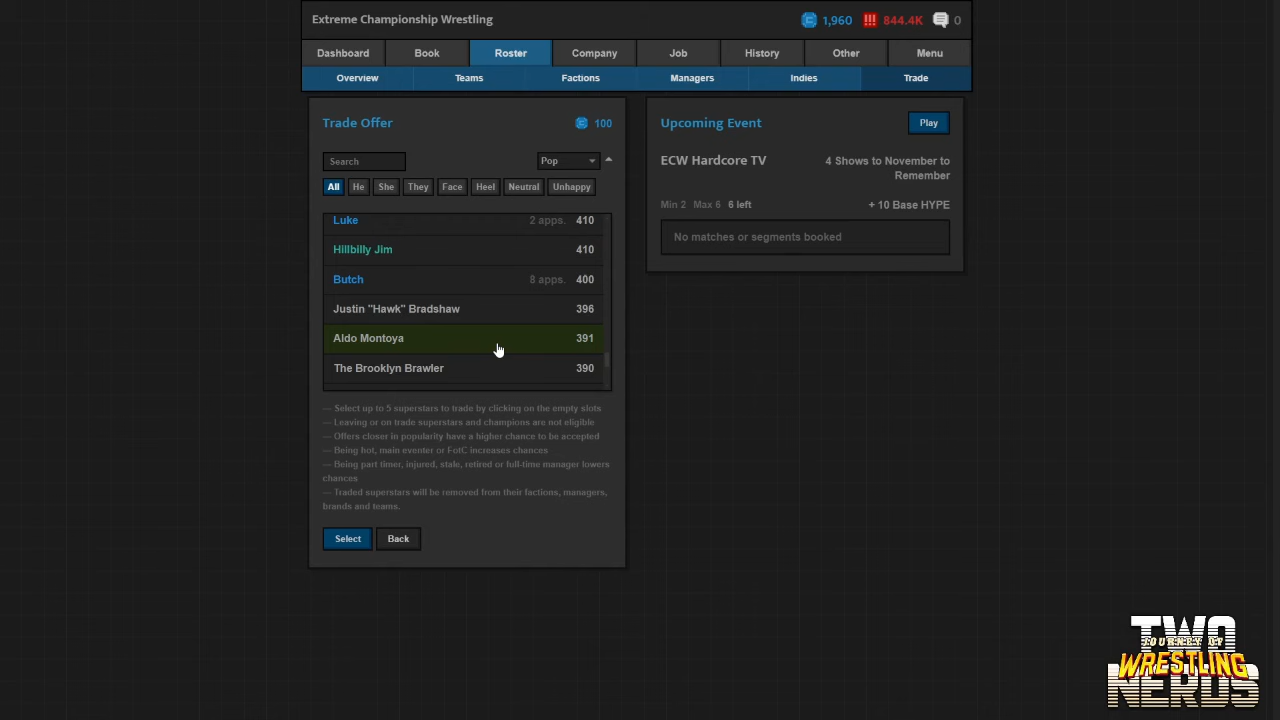 Extreme Championship Wrestling
1,960
844.4K
0
Dashboard
Book
Roster
Company
Job
History
Other
Menu
Overview
Teams
Factions
Managers
Indies
Trade
Trade Offer
100
Search
Pop
All
He
She
They
Face
Heel
Neutral
Unhappy
Luke 2 apps. 410
Hillbilly Jim 410
Butch 8 apps. 400
Justin "Hawk" Bradshaw 396
Aldo Montoya 391
The Brooklyn Brawler 390
— Select up to 5 superstars to trade by clicking on the empty slots
— Leaving or on trade superstars and champions are not eligible
— Offers closer in popularity have a higher chance to be accepted
— Being hot, main eventer or FotC increases chances
— Being part timer, injured, stale, retired or full-time manager lowers
chances
— Traded superstars will be removed from their factions, managers,
brands and teams.
Select
Back
Upcoming Event
Play
ECW Hardcore TV
4 Shows to November to
Remember
Min 2 Max 6 6 left
+ 10 Base HYPE
No matches or segments booked
TWO
JOURNEY OF
WRESTLING
NERDS